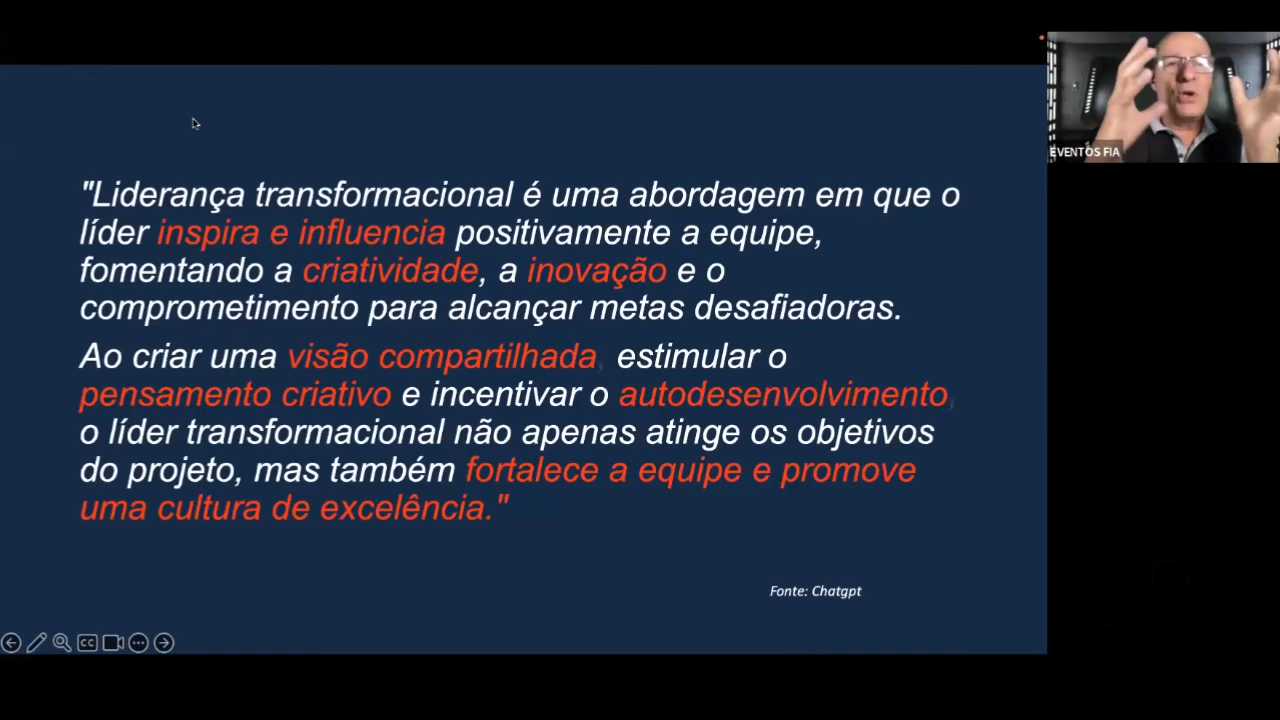 EVENTOS FIA
"Liderança transformacional é uma abordagem em que o
líder inspira e influencia positivamente a equipe,
fomentando a criatividade, a inovação e o
comprometimento para alcançar metas desafiadoras.
Ao criar uma visão compartilhada, estimular o
pensamento criativo e incentivar o autodesenvolvimento,
o líder transformacional não apenas atinge os objetivos
do projeto, mas também fortalece a equipe e promove
uma cultura de excelência."
Fonte: Chatgpt
CC